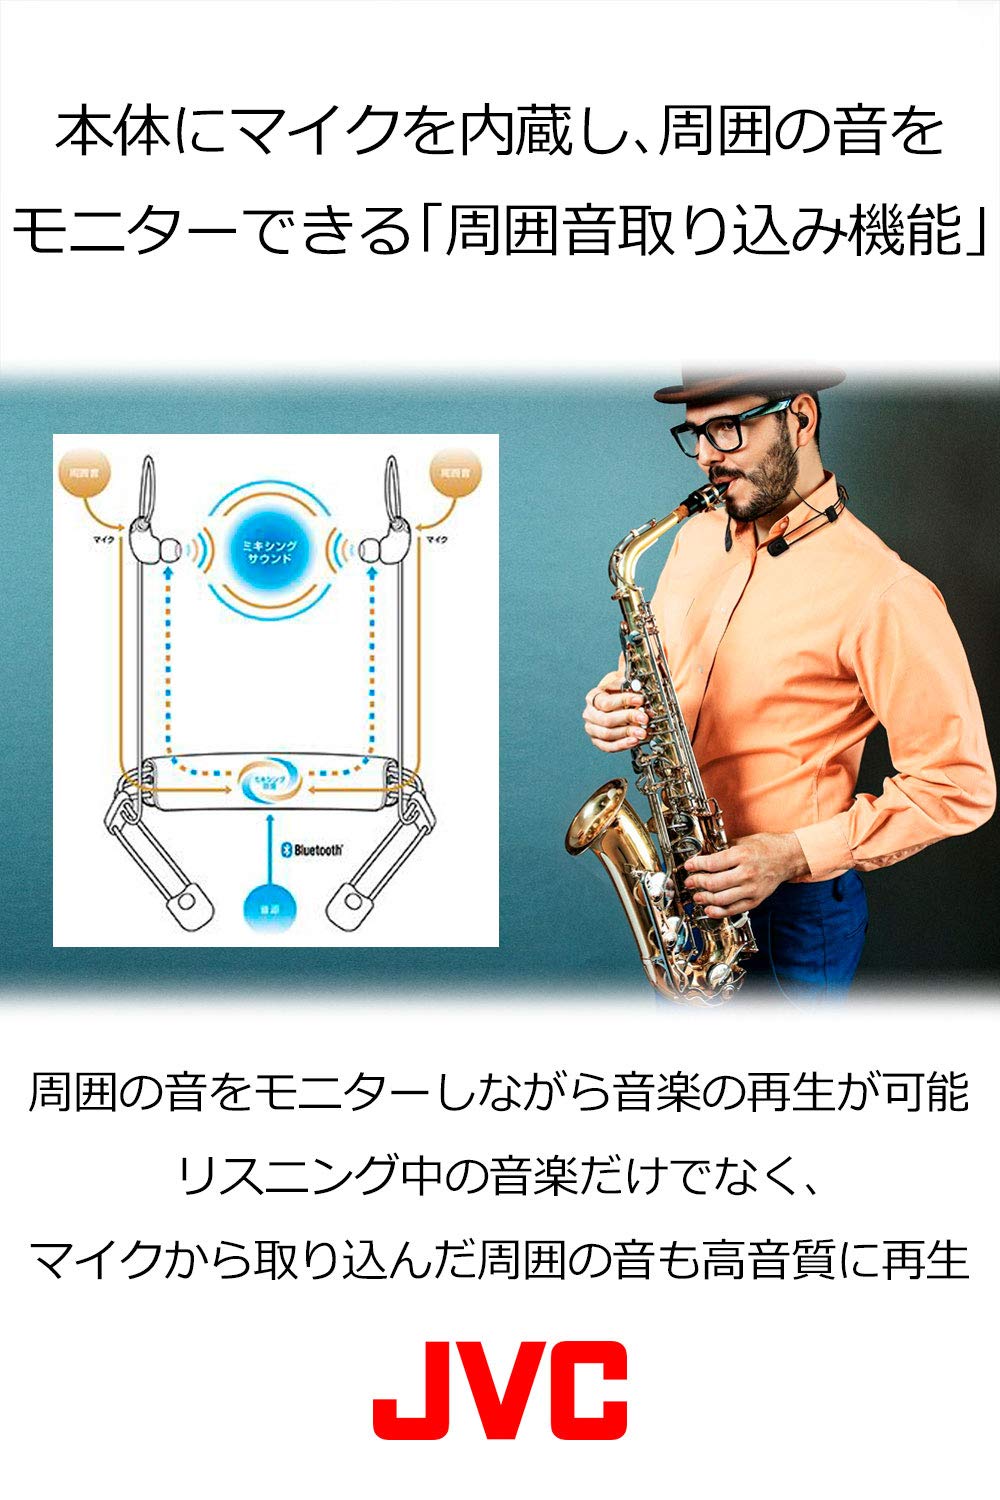 本体にマイクを内蔵し、周囲の音を
モニターできる「周囲音取り込み機能」
周囲音
周囲音
マイク
マイク
ミキシング
サウンド
ミキシング
回路
Bluetooth
音源
周囲の音をモニターしながら音楽の再生が可能
リスニング中の音楽だけでなく、
マイクから取り込んだ周囲の音も高音質に再生
JVC